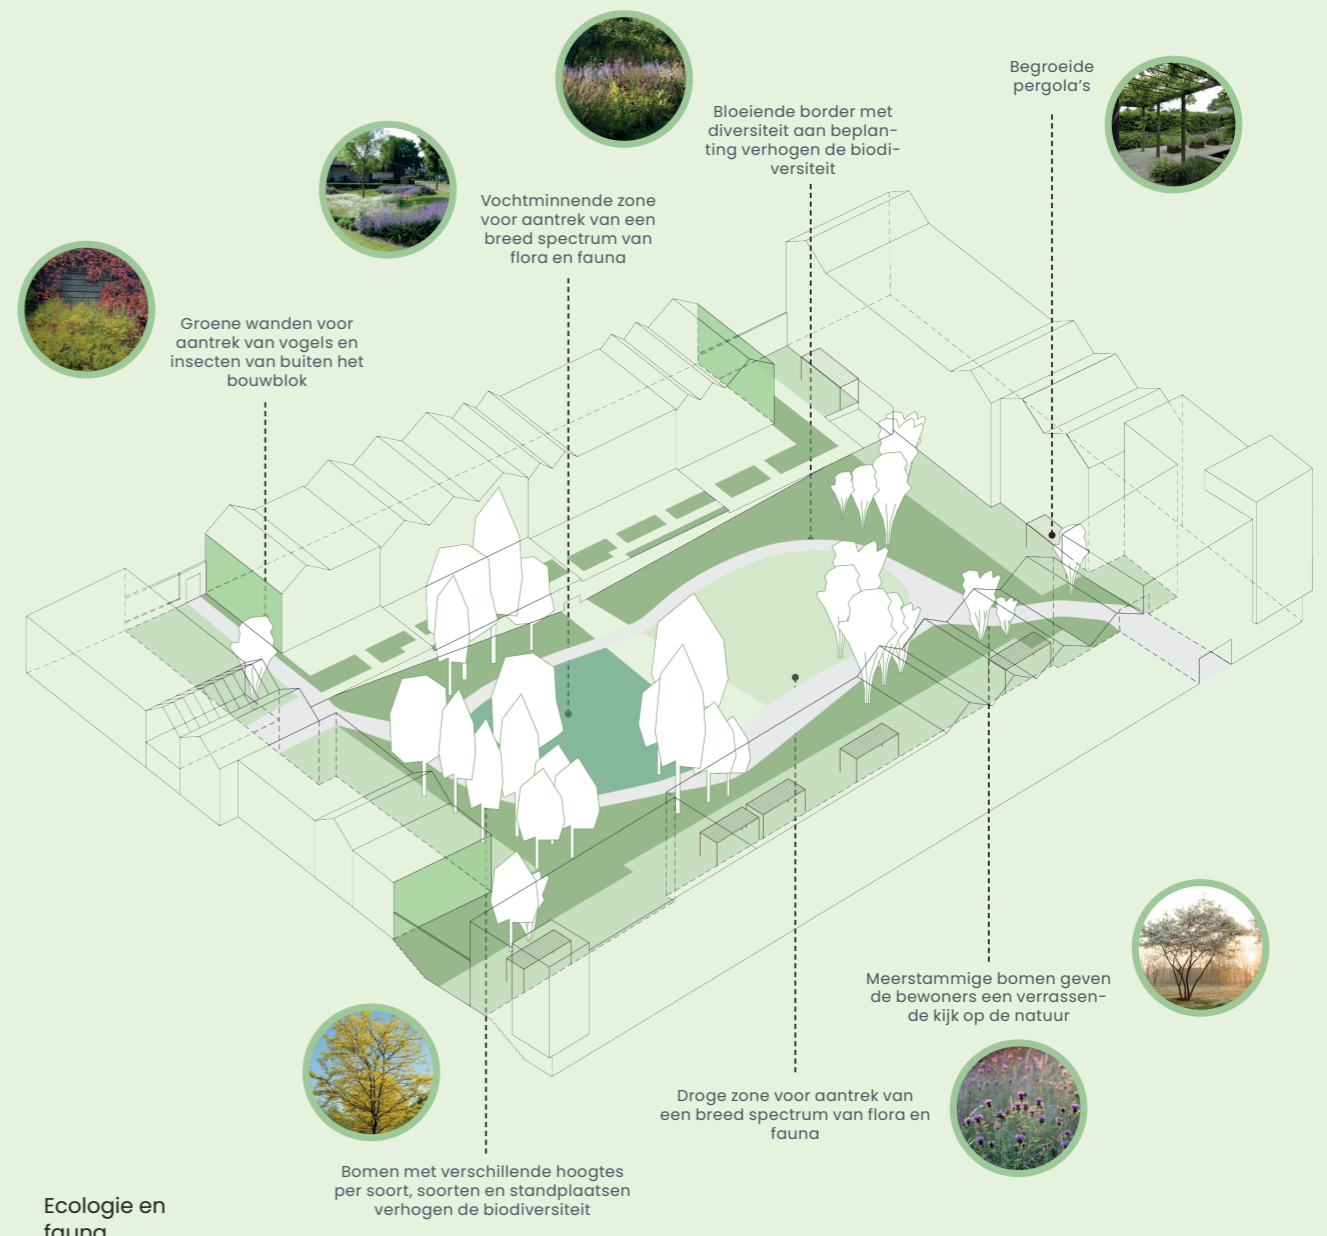 Begroeide
pergola's
Bloeiende border met
diversiteit aan beplan-
ting verhogen de biodi-
versiteit
Vochtminnende zone
voor aantrek van een
breed spectrum van
flora en fauna
Groene wanden voor
aantrek van vogels en
insecten van buiten het
bouwblok
Meerstammige bomen geven
de bewoners een verrassen-
de kijk op de natuur
Droge zone voor aantrek van
een breed spectrum van flora en
fauna
Bomen met verschillende hoogtes
per soort, soorten en standplaatsen
verhogen de biodiversiteit
Ecologie en
fauna